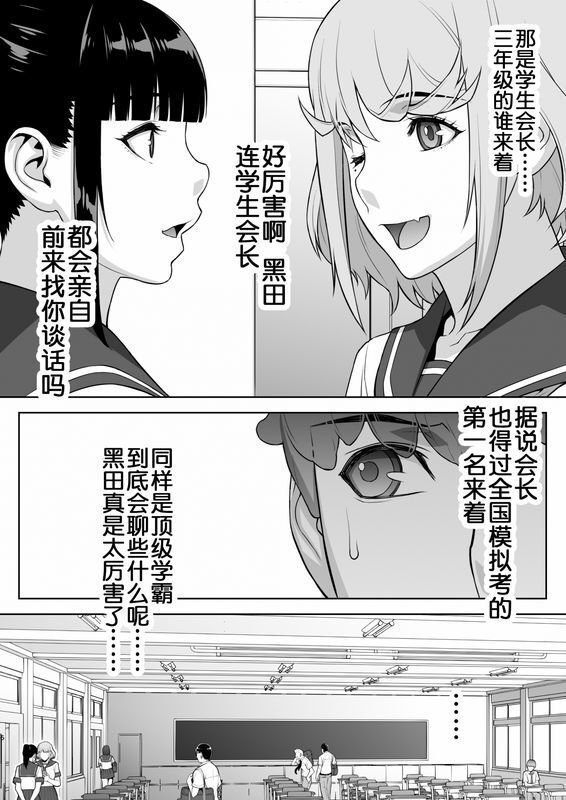 那是学生会长……
三年级的谁来着
好厉害啊 黑田
连学生会长
都会亲自
前来找你谈话吗
据说会长
也得过全国模拟考的
第一名来着
同样是顶级学霸
到底会聊些什么呢……
黑田真是太厉害了……
……